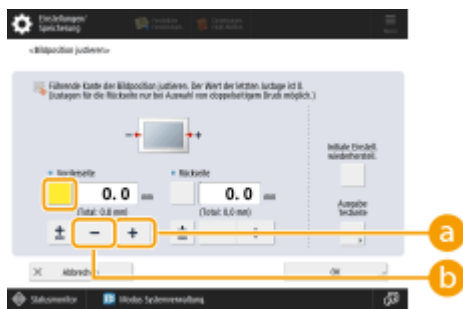 Einstellungen/
Speicherung
<Bildposition justieren>
Führende Kante der Bildposition justieren. Der Wert der letzten Justage ist 0.
(Justagen für die Rückseite nur bei Auswahl von doppelseitigem Druck möglich.)
- +
Vorderseite
Rückseite
Initiale Einstell.
wiederherstell.
0. 0 mm
0. 0 mm
(Total: 0,0 mm)
(Total: 0,0 mm)
Ausgabe
Testseite
± - +
±
a
b
× Abbrechen
OK
Statusmonitor
Modus Systemverwaltung